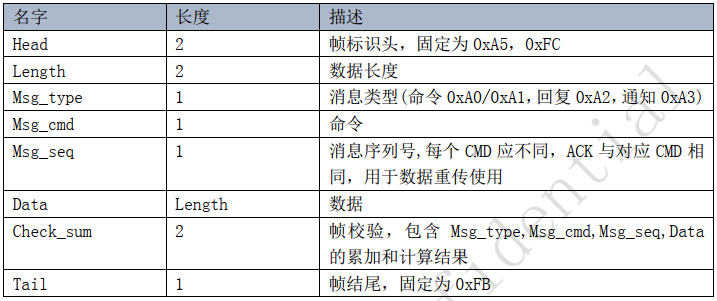 名字 长度 描述
Head 2 帧标识头，固定为 0xA5，0xFC
Length 2 数据长度
Msg_type 1 消息类型(命令 0xA0/0xA1，回复 0xA2，通知 0xA3)
Msg_cmd 1 命令
Msg_seq 1 消息序列号,每个 CMD 应不同，ACK 与对应 CMD 相
同，用于数据重传使用
Data Length 数据
Check_sum 2 帧校验，包含 Msg_type,Msg_cmd,Msg_seq,Data
的累加和计算结果
Tail 1 帧结尾，固定为 0xFB
fidential